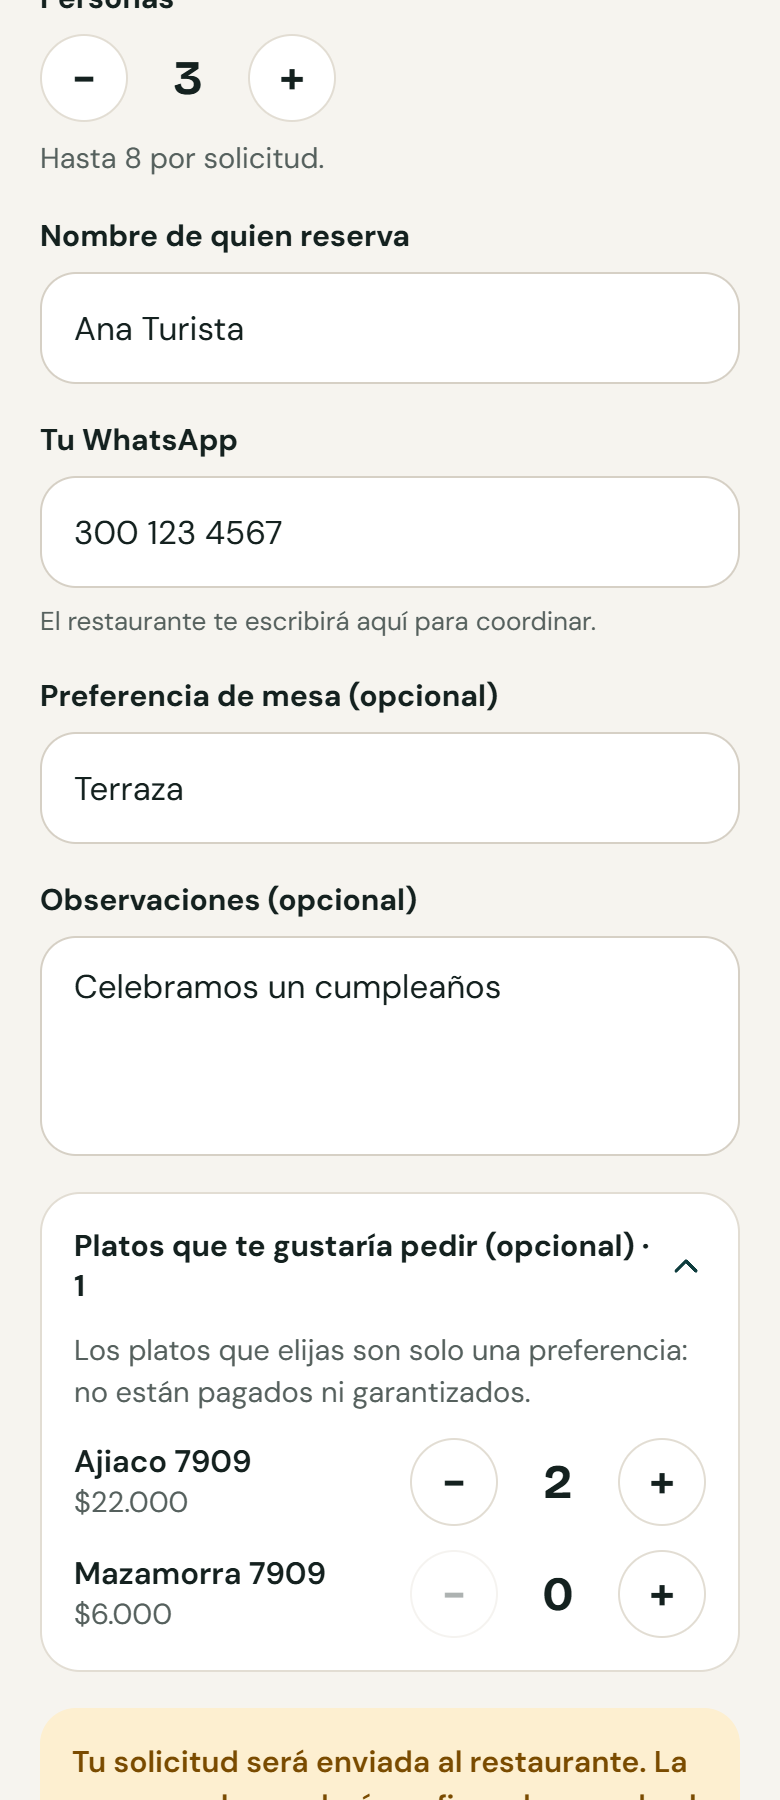 Personas
- 3 +
Hasta 8 por solicitud.
Nombre de quien reserva
Ana Turista
Tu WhatsApp
300 123 4567
El restaurante te escribirá aquí para coordinar.
Preferencia de mesa (opcional)
Terraza
Observaciones (opcional)
Celebramos un cumpleaños
Platos que te gustaría pedir (opcional) ·
1
Los platos que elijas son solo una preferencia:
no están pagados ni garantizados.
Ajiaco 7909
$22.000
- 2 +
Mazamorra 7909
$6.000
- 0 +
Tu solicitud será enviada al restaurante. La